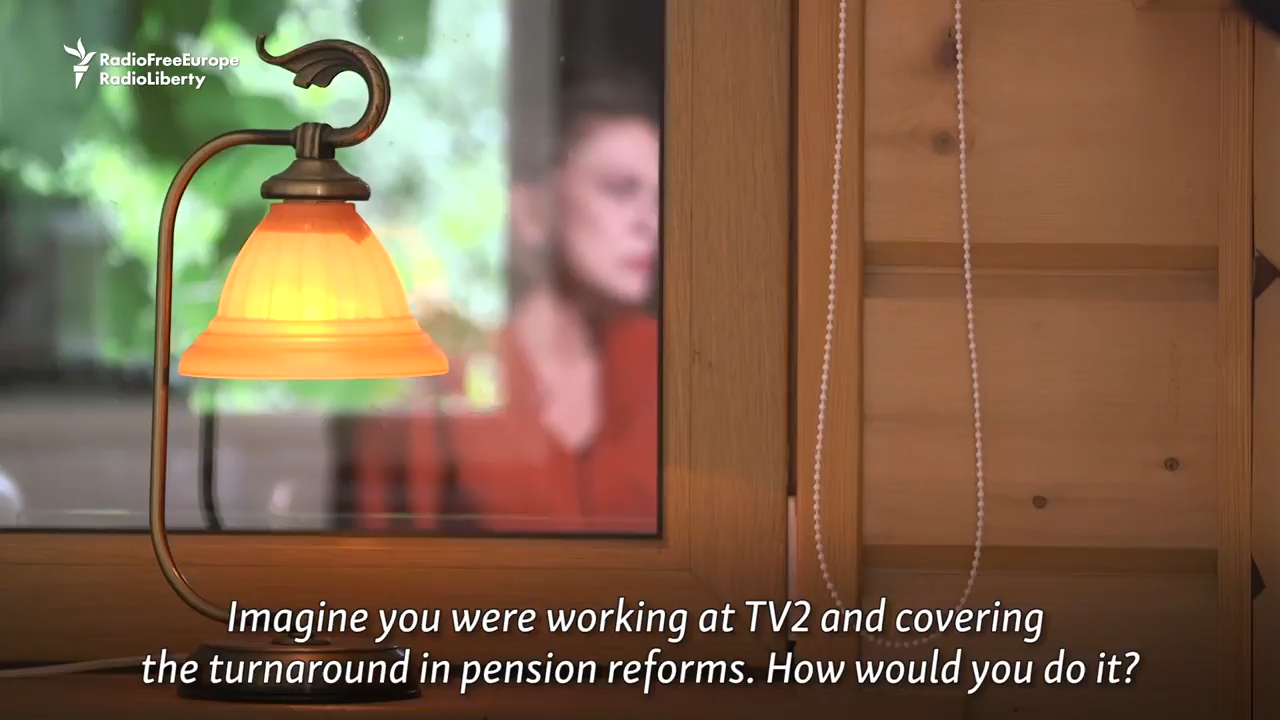 RadioFreeEurope
RadioLiberty
Imagine you were working at TV2 and covering
the turnaround in pension reforms. How would you do it?